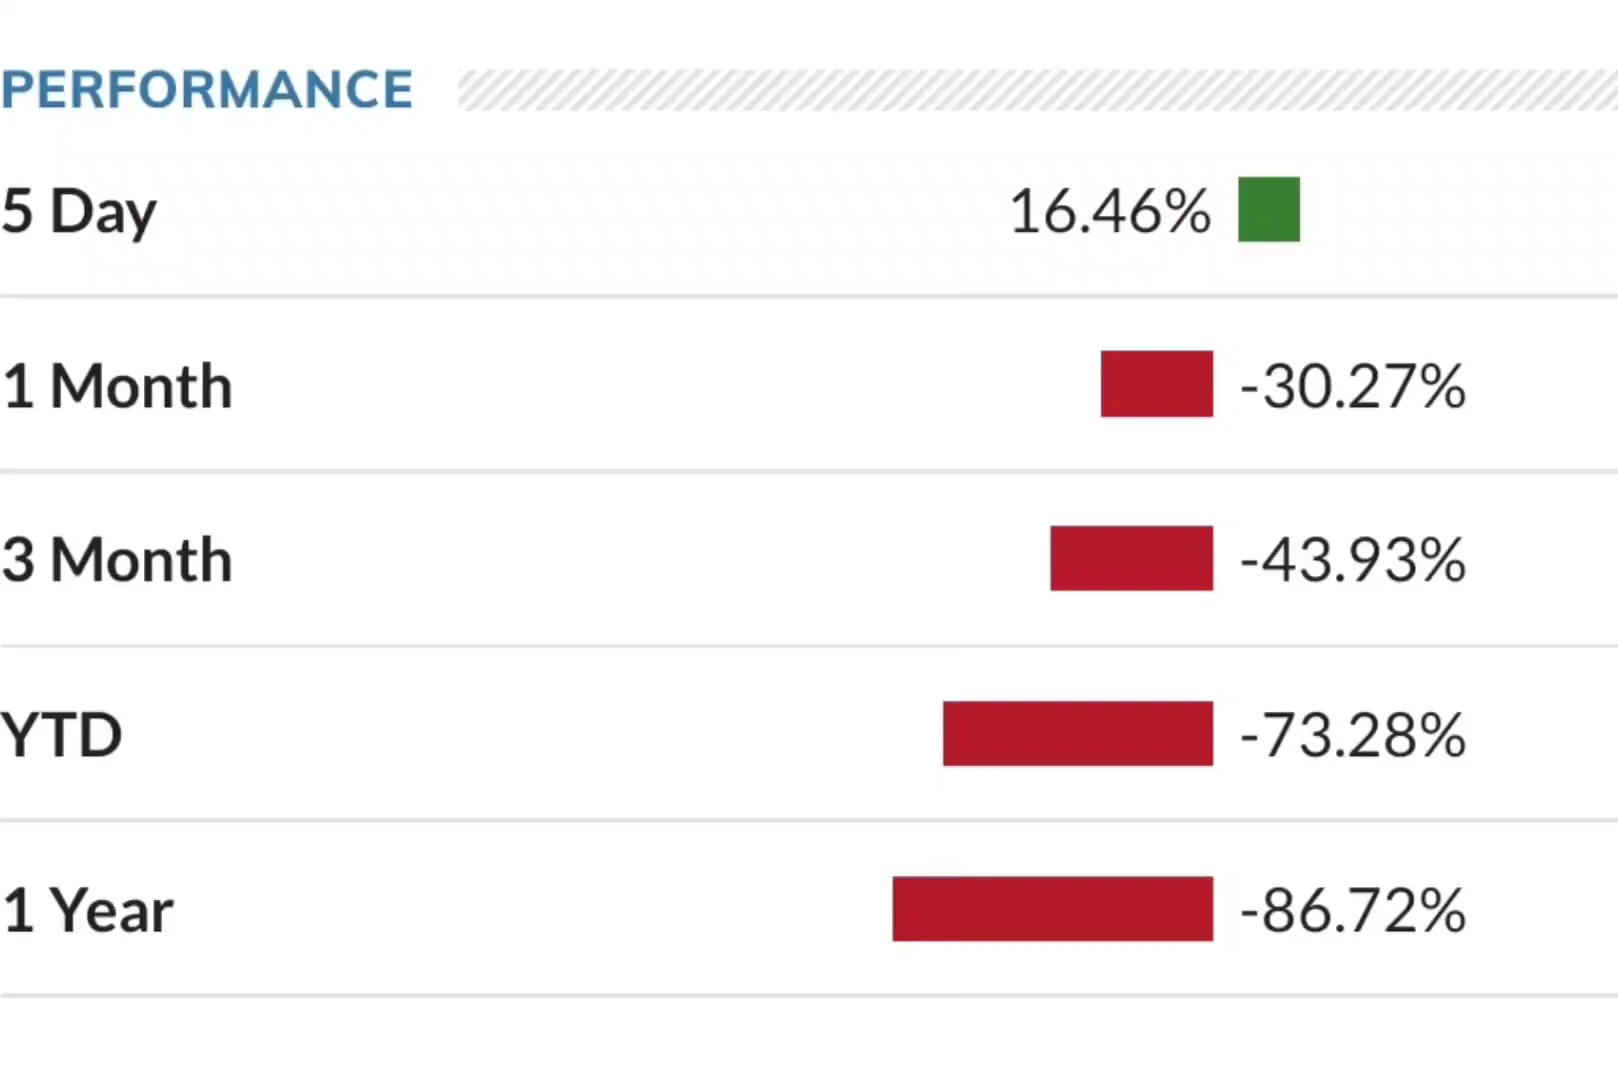 PERFORMANCE
5 Day 16.46%
1 Month -30.27%
3 Month -43.93%
YTD -73.28%
1 Year -86.72%